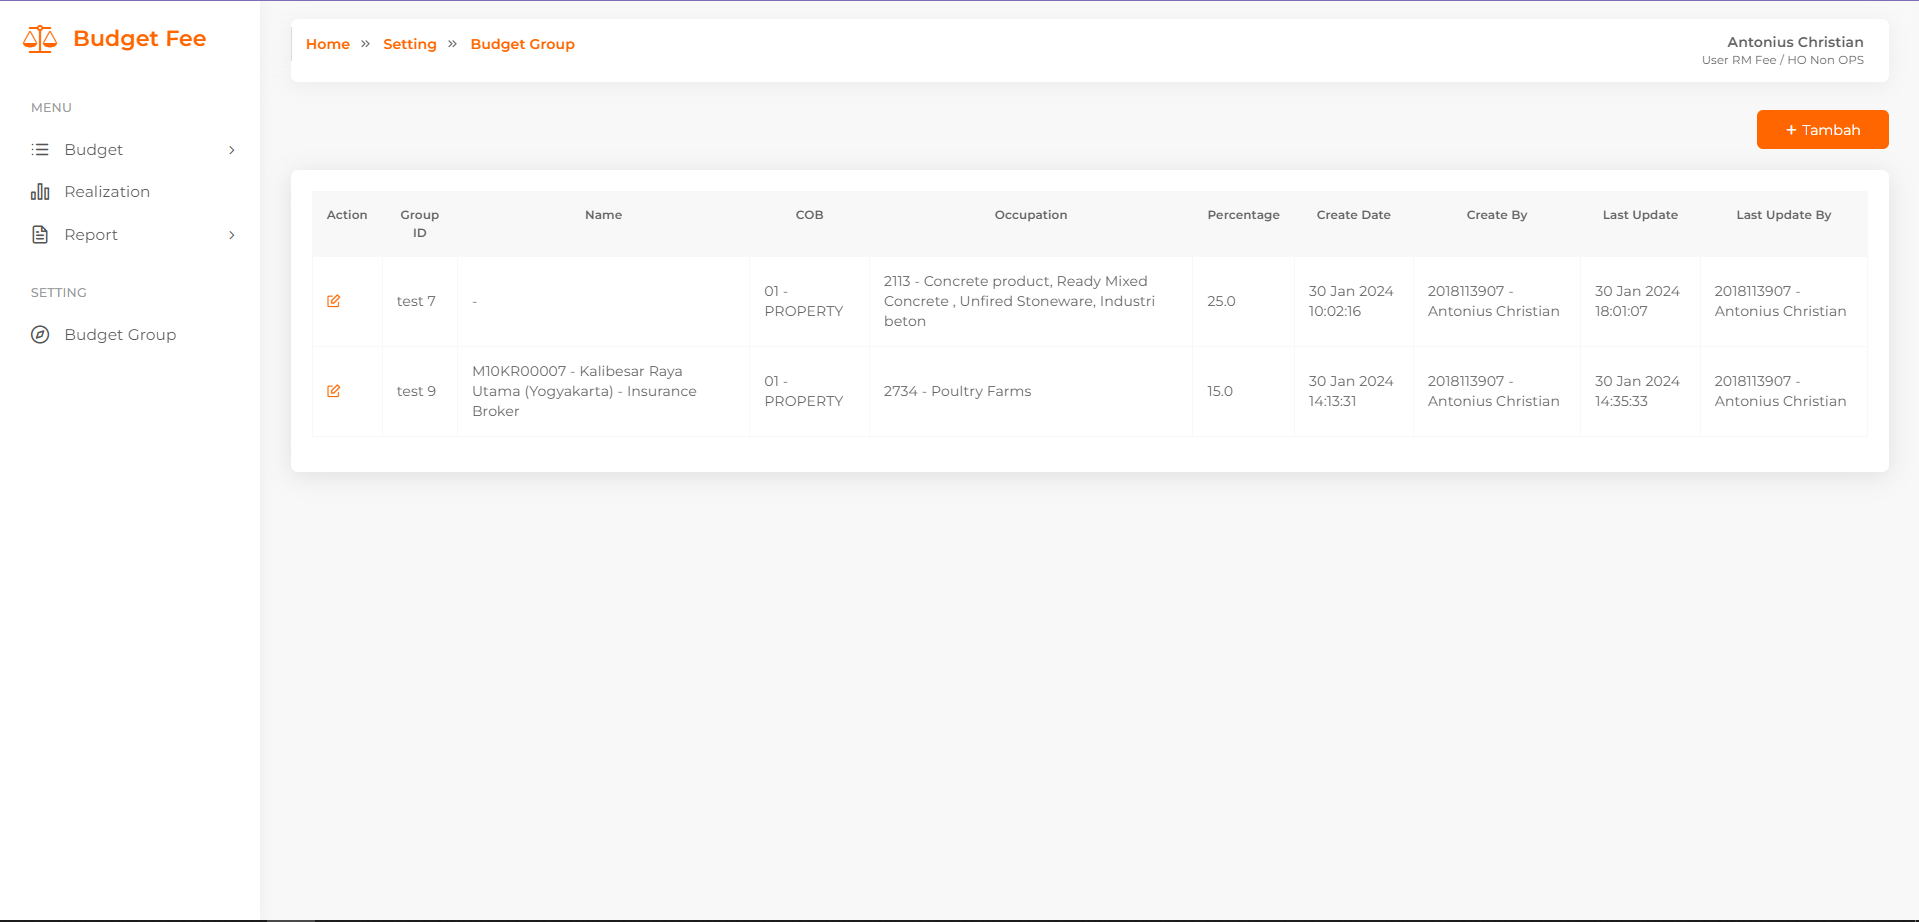 Budget Fee
MENU
Budget
Realization
Report
SETTING
Budget Group
Home » Setting » Budget Group
Antonius Christian
User RM Fee / HO Non OPS
+ Tambah
Action
Group
ID
Name
COB
Occupation
Percentage
Create Date
Create By
Last Update
Last Update By
test 7
-
01 -
PROPERTY
2113 - Concrete product, Ready Mixed
Concrete , Unfired Stoneware, Industri
beton
25.0
30 Jan 2024
10:02:16
2018113907 -
Antonius Christian
30 Jan 2024
18:01:07
2018113907 -
Antonius Christian
test 9
M10KR00007 - Kalibesar Raya
Utama (Yogyakarta) - Insurance
Broker
01 -
PROPERTY
2734 - Poultry Farms
15.0
30 Jan 2024
14:13:31
2018113907 -
Antonius Christian
30 Jan 2024
14:35:33
2018113907 -
Antonius Christian